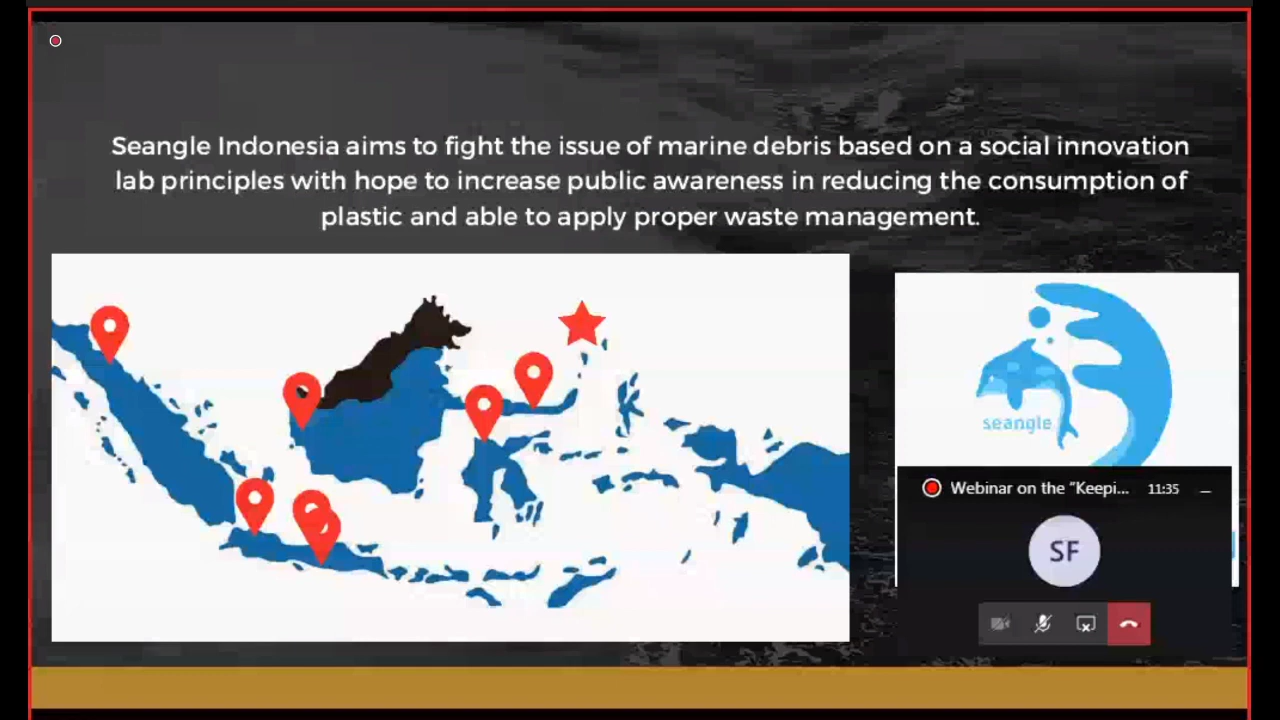 Seangle Indonesia aims to fight the issue of marine debris based on a social innovation
lab principles with hope to increase public awareness in reducing the consumption of
plastic and able to apply proper waste management.
seangle
Webinar on the “Keepi... 11:35
SF